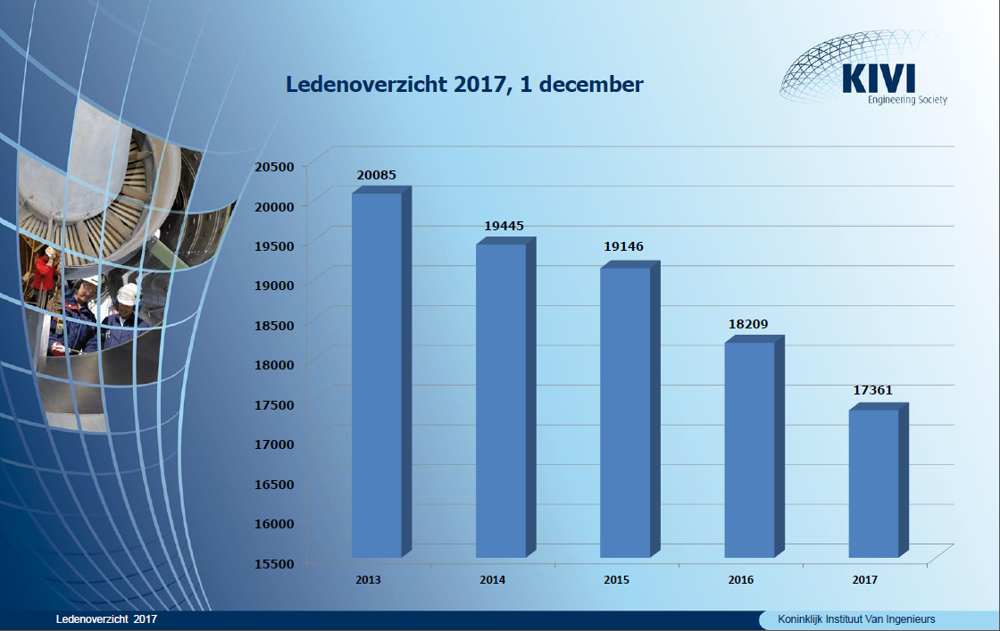 Ledenoverzicht 2017, 1 december
KIVI
Engineering Society
20500
20000
19500
19000
18500
18000
17500
17000
16500
16000
15500
20085
19445
19146
18209
17361
2013 2014 2015 2016 2017
Ledenoverzicht 2017
Koninklijk Instituut Van Ingenieurs